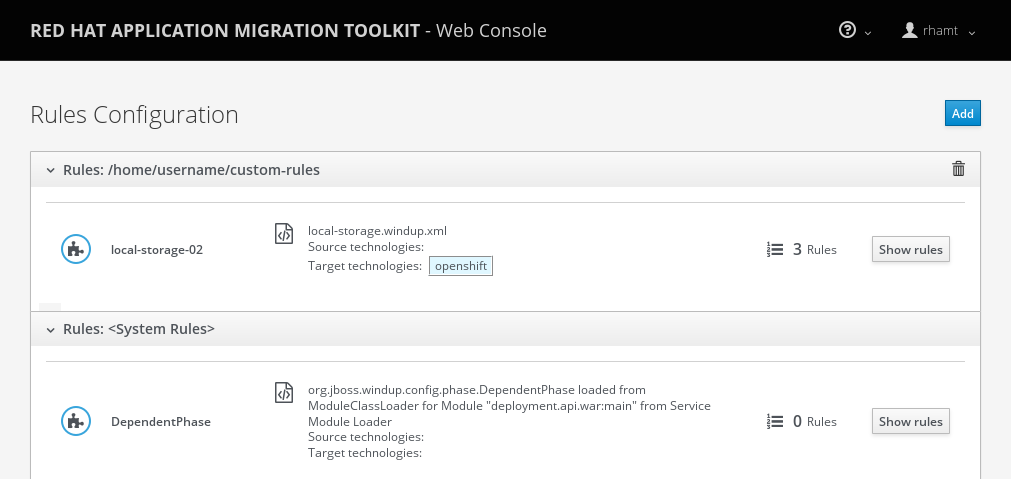 RED HAT APPLICATION MIGRATION TOOLKIT - Web Console
rhamt
Rules Configuration
Add
Rules: /home/username/custom-rules
local-storage-02
local-storage.windup.xml
Source technologies:
Target technologies: openshift
3 Rules
Show rules
Rules: <System Rules>
DependentPhase
org.jboss.windup.config.phase.DependentPhase loaded from
ModuleClassLoader for Module "deployment.api.war:main" from Service
Module Loader
Source technologies:
Target technologies:
0 Rules
Show rules